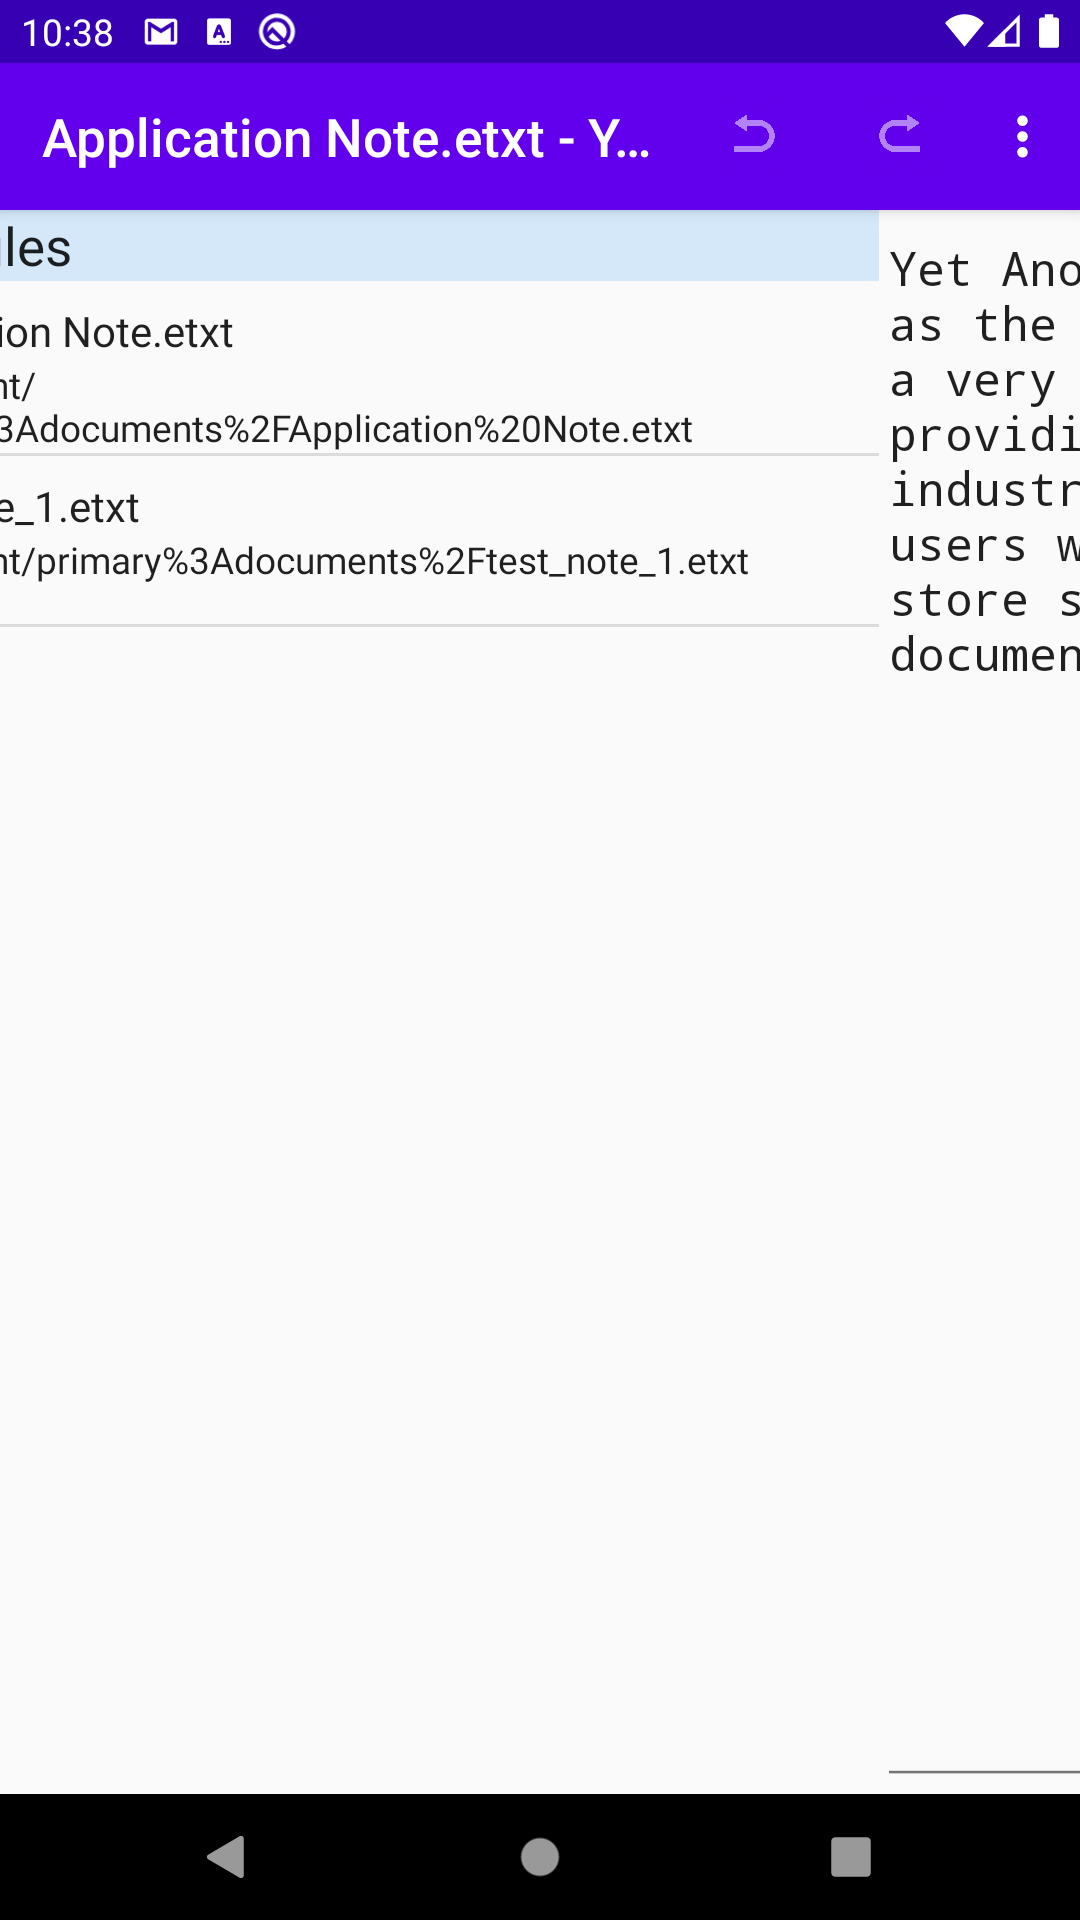 10:38
Application Note.etxt - Y...
les
ion Note.etxt
nt/
3Adocuments%2FApplication%20Note.etxt
e_1.etxt
nt/primary%3Adocuments%2Ftest_note_1.etxt
Yet Ano
as the
a very
providi
industr
users w
store s
documen